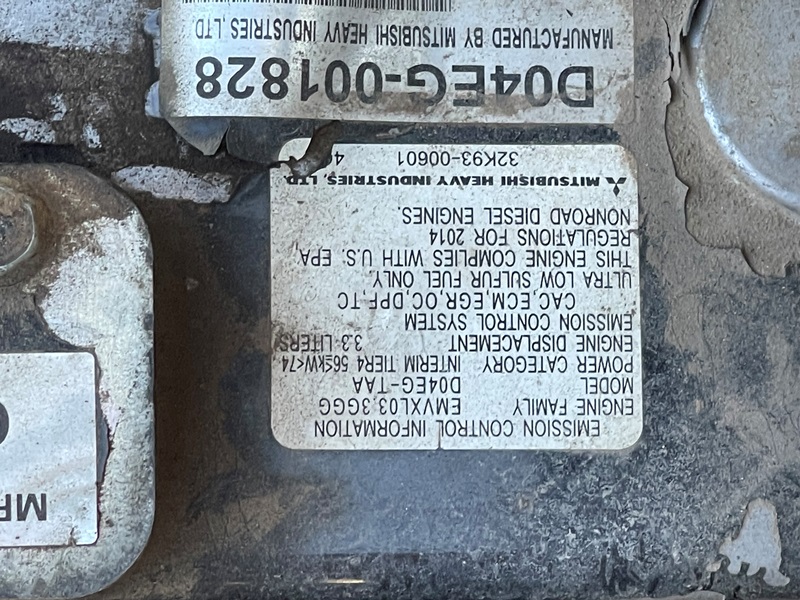 EMISSION CONTROL INFORMATION
ENGINE FAMILY EMVXL03.3GGG
MODEL D04EG-TAA
POWER CATEGORY INTERIM TIER4 56≦kW<74
ENGINE DISPLACEMENT 3.3 LITERS
EMISSION CONTROL SYSTEM
CAC,ECM,EGR,OC,DPF,TC
ULTRA LOW SULFUR FUEL ONLY.
THIS ENGINE COMPLIES WITH U.S. EPA,
REGULATIONS FOR 2014
NONROAD DIESEL ENGINES.
MITSUBISHI HEAVY INDUSTRIES, LTD.
32K93-00601 4
D04EG-001828
MANUFACTURED BY MITSUBISHI HEAVY INDUSTRIES, LTD.